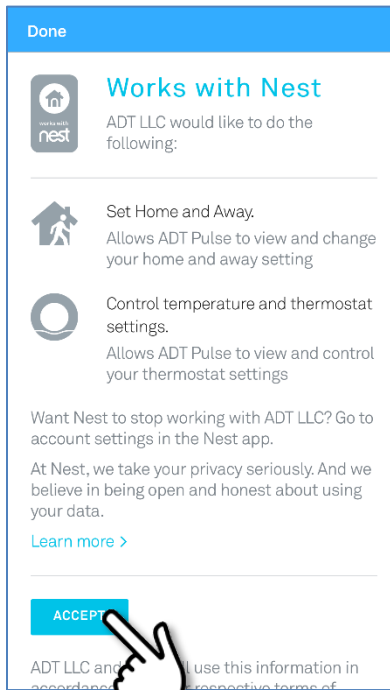 Done
Works with Nest
works with
nest
ADT LLC would like to do the
following:
Set Home and Away.
Allows ADT Pulse to view and change
your home and away setting
Control temperature and thermostat
settings.
Allows ADT Pulse to view and control
your thermostat settings
Want Nest to stop working with ADT LLC? Go to
account settings in the Nest app.
At Nest, we take your privacy seriously. And we
believe in being open and honest about using
your data.
Learn more >
ACCEPT
ADT LLC and use this information in
respective terms of